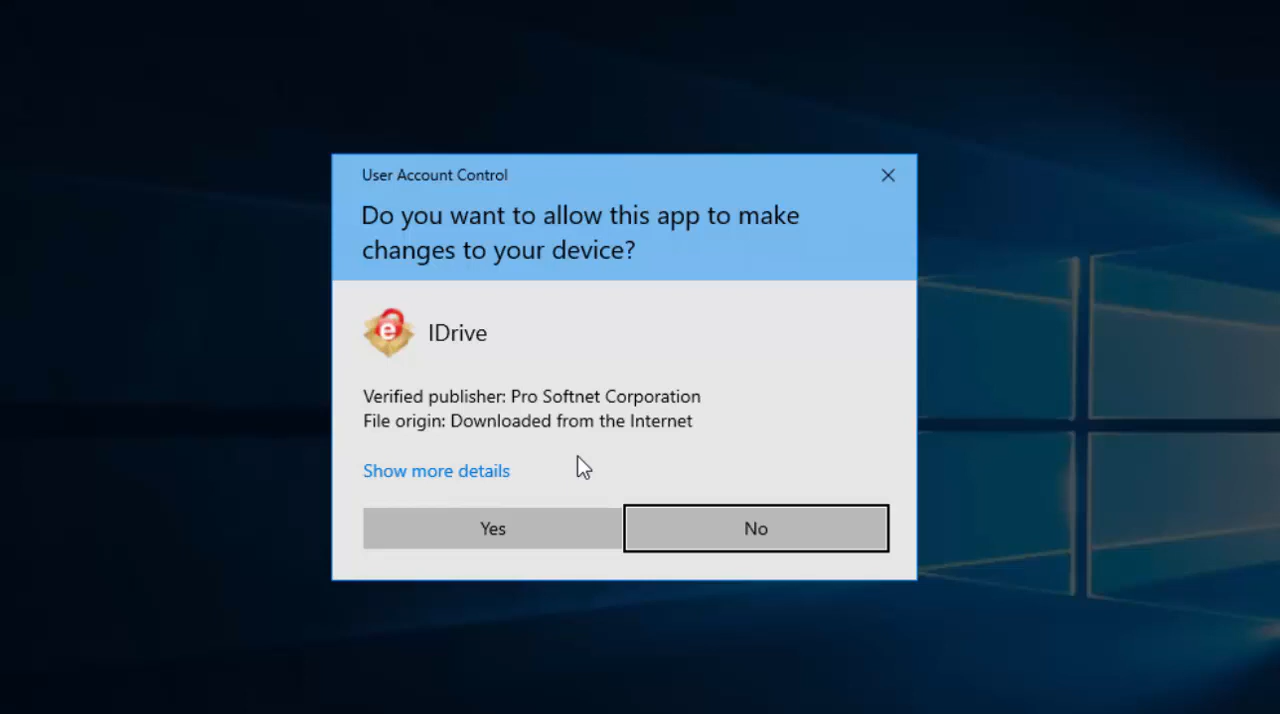 User Account Control
Do you want to allow this app to make
changes to your device?
e
IDrive
Verified publisher: Pro Softnet Corporation
File origin: Downloaded from the Internet
Show more details
Yes
No